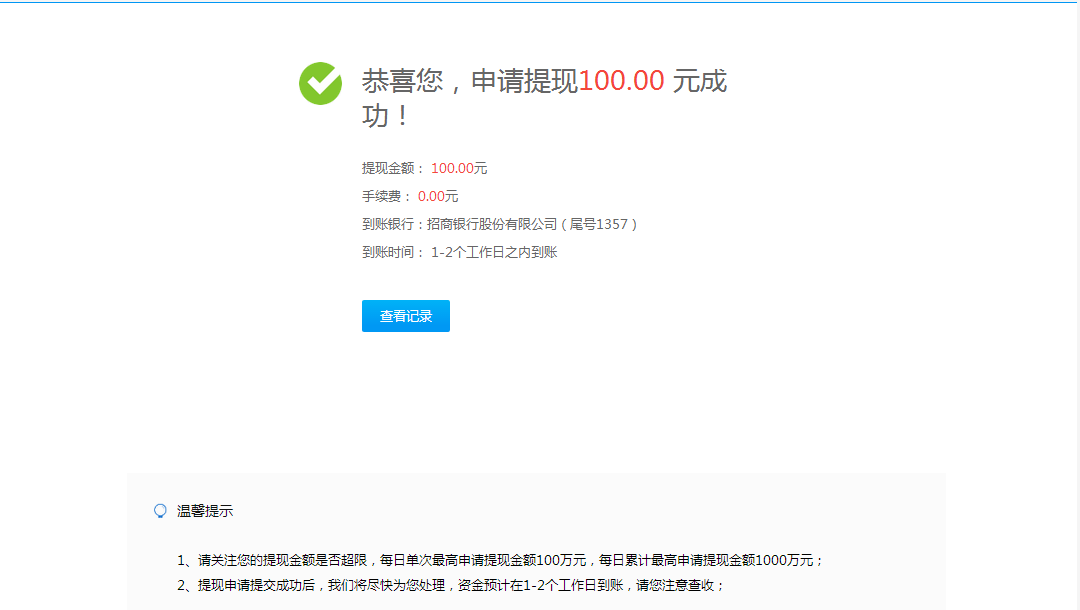 恭喜您，申请提现100.00 元成
功！
提现金额： 100.00元
手续费： 0.00元
到账银行：招商银行股份有限公司（尾号1357）
到账时间： 1-2个工作日之内到账
查看记录
温馨提示
1、请关注您的提现金额是否超限，每日单次最高申请提现金额100万元，每日累计最高申请提现金额1000万元；
2、提现申请提交成功后，我们将尽快为您处理，资金预计在1-2个工作日到账，请您注意查收；